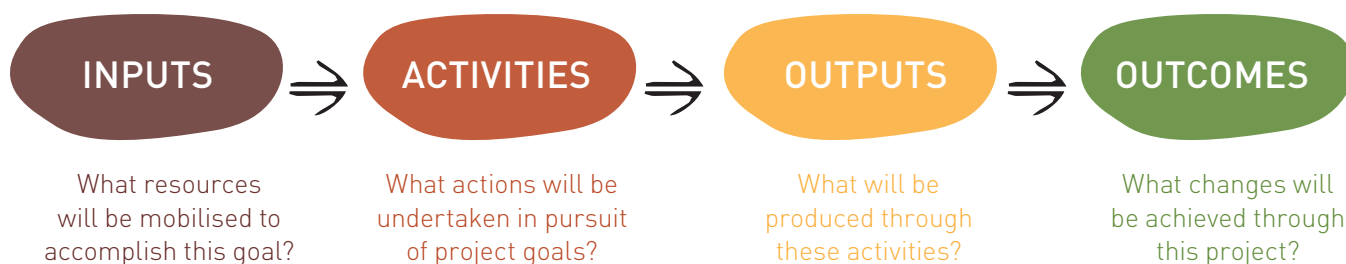 INPUTS
ACTIVITIES
OUTPUTS
OUTCOMES
What resources
will be mobilised to
accomplish this goal?
What actions will be
undertaken in pursuit
of project goals?
What will be
produced through
these activities?
What changes will
be achieved through
this project?